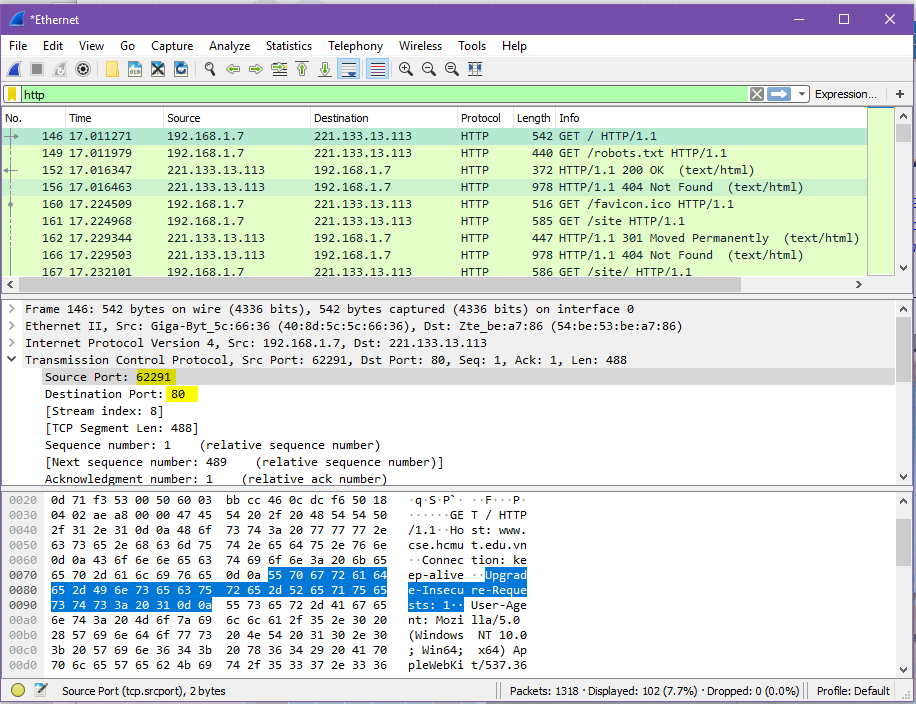 *Ethernet
File Edit View Go Capture Analyze Statistics Telephony Wireless Tools Help
http Expression... +
No. Time Source Destination Protocol Length Info
146 17.011271 192.168.1.7 221.133.13.113 HTTP 542 GET / HTTP/1.1
149 17.011979 192.168.1.7 221.133.13.113 HTTP 440 GET /robots.txt HTTP/1.1
152 17.016347 221.133.13.113 192.168.1.7 HTTP 372 HTTP/1.1 200 OK (text/html)
156 17.016463 221.133.13.113 192.168.1.7 HTTP 978 HTTP/1.1 404 Not Found (text/html)
160 17.224509 192.168.1.7 221.133.13.113 HTTP 516 GET /favicon.ico HTTP/1.1
161 17.224968 192.168.1.7 221.133.13.113 HTTP 585 GET /site HTTP/1.1
162 17.229344 221.133.13.113 192.168.1.7 HTTP 447 HTTP/1.1 301 Moved Permanently (text/html)
166 17.229503 221.133.13.113 192.168.1.7 HTTP 978 HTTP/1.1 404 Not Found (text/html)
167 17.232101 192.168.1.7 221.133.13.113 HTTP 586 GET /site/ HTTP/1.1
Frame 146: 542 bytes on wire (4336 bits), 542 bytes captured (4336 bits) on interface 0
Ethernet II, Src: Giga-Byt_5c:66:36 (40:8d:5c:5c:66:36), Dst: Zte_be:a7:86 (54:be:53:be:a7:86)
Internet Protocol Version 4, Src: 192.168.1.7, Dst: 221.133.13.113
Transmission Control Protocol, Src Port: 62291, Dst Port: 80, Seq: 1, Ack: 1, Len: 488
Source Port: 62291
Destination Port: 80
[Stream index: 8]
[TCP Segment Len: 488]
Sequence number: 1 (relative sequence number)
[Next sequence number: 489 (relative sequence number)]
Acknowledgment number: 1 (relative ack number)
0020 0d 71 f3 53 00 50 60 03 bb cc 46 0c dc f6 50 18 ·q·S·P`· ··F···P·
0030 04 02 ae a8 00 00 47 45 54 20 2f 20 48 54 54 50 ······GE T / HTTP
0040 2f 31 2e 31 0d 0a 48 6f 73 74 3a 20 77 77 77 2e /1.1··Ho st: www.
0050 63 73 65 2e 68 63 6d 75 74 2e 65 64 75 2e 76 6e cse.hcmu t.edu.vn
0060 0d 0a 43 6f 6e 6e 65 63 74 69 6f 6e 3a 20 6b 65 ··Connec tion: ke
0070 65 70 2d 61 6c 69 76 65 0d 0a 55 70 67 72 61 64 ep-alive ··Upgrad
0080 65 2d 49 6e 73 65 63 75 72 65 2d 52 65 71 75 65 e-Insecu re-Reque
0090 73 74 73 3a 20 31 0d 0a 55 73 65 72 2d 41 67 65 sts: 1·· User-Age
00a0 6e 74 3a 20 4d 6f 7a 69 6c 6c 61 2f 35 2e 30 20 nt: Mozi lla/5.0
00b0 28 57 69 6e 64 6f 77 73 20 4e 54 20 31 30 2e 30 (Windows NT 10.0
00c0 3b 20 57 69 6e 36 34 3b 20 78 36 34 29 20 41 70 ; Win64; x64) Ap
00d0 70 6c 65 57 65 62 4b 69 74 2f 35 33 37 2e 33 36 pleWebKi t/537.36
Source Port (tcp.srcport), 2 bytes Packets: 1318 · Displayed: 102 (7.7%) · Dropped: 0 (0.0%) Profile: Default